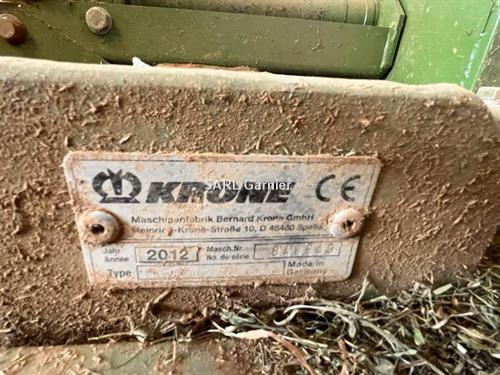 KRONE CE
SARL Garnier
Maschinenfabrik Bernard Krone GmbH
Heinrich-Krone-Straße 10, D 48480 Spelle
Jahr Année 2012 Masch.Nr. No. de série
Type Made in Germany